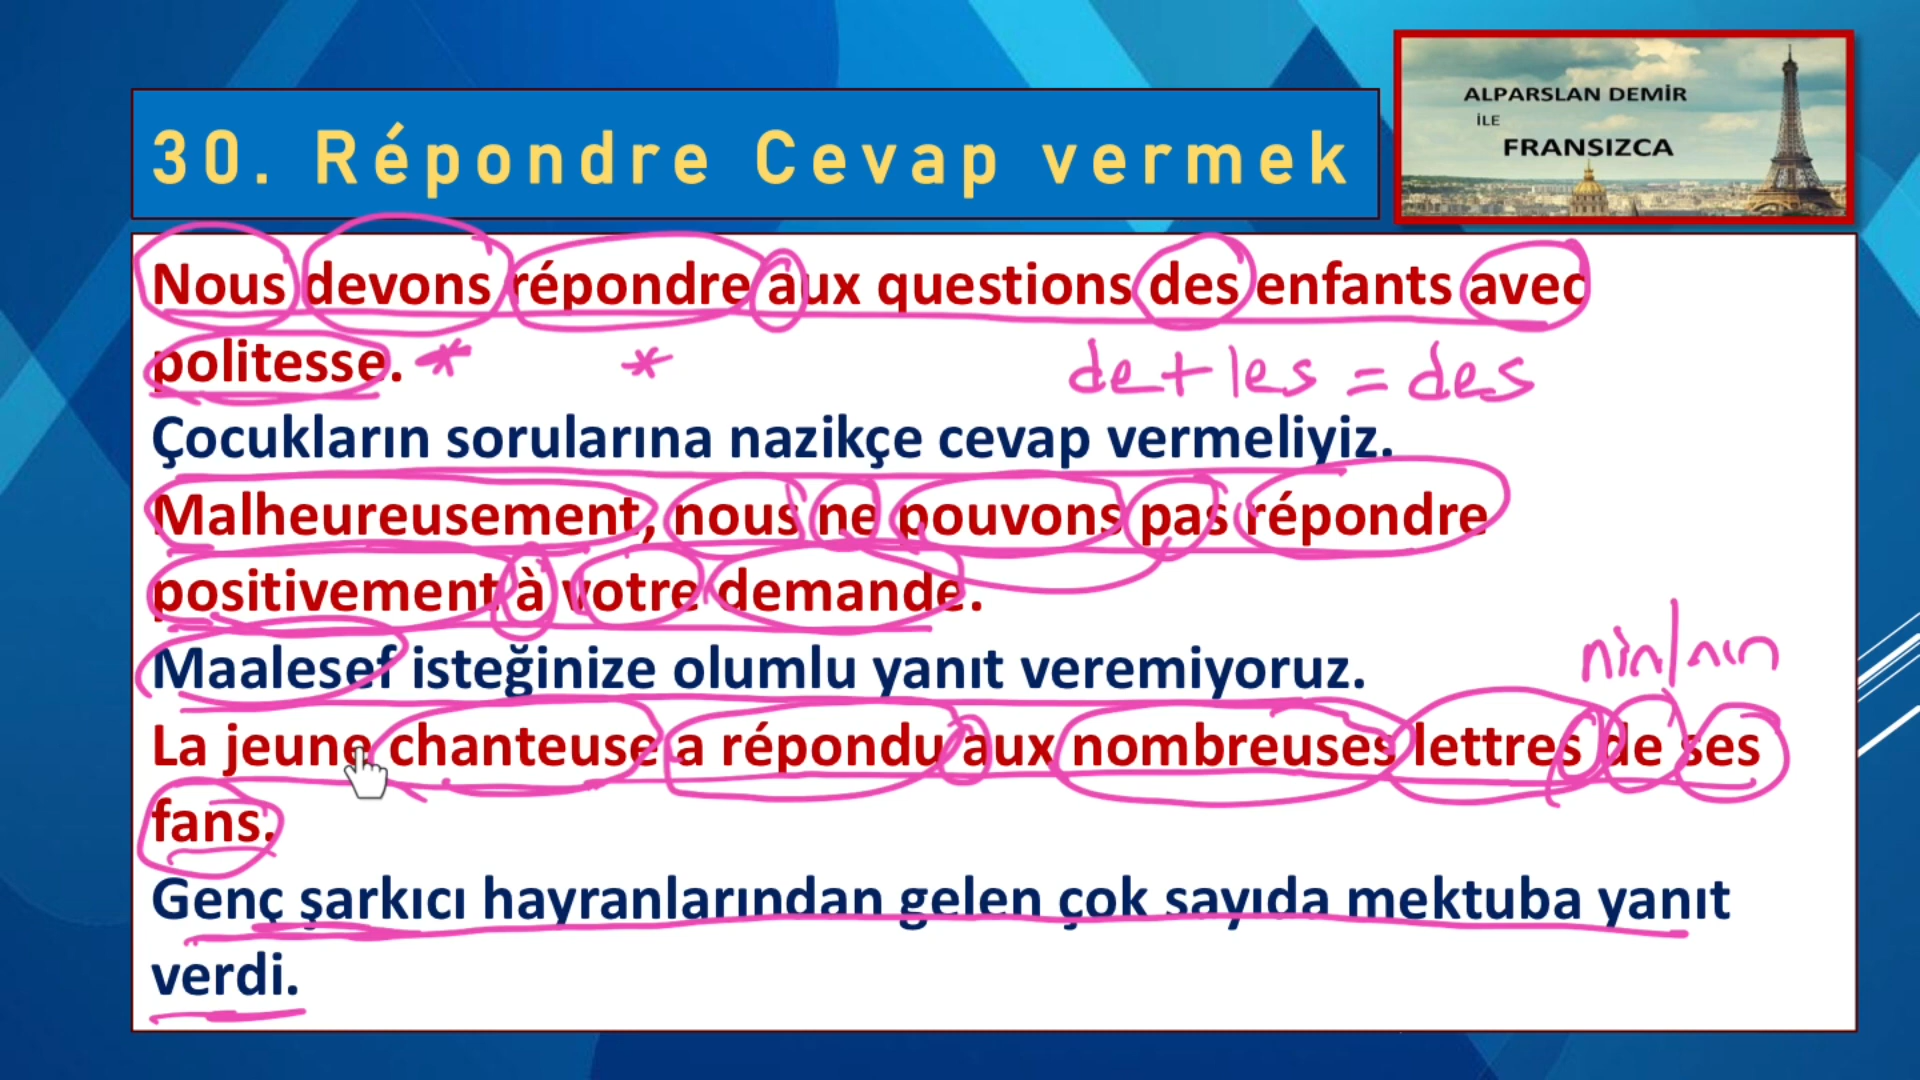 ALPARSLAN DEMİR
İLE
FRANSIZCA
30. Répondre Cevap vermek
Nous devons répondre aux questions des enfants avec
politesse. * *
de+les = des
Çocukların sorularına nazikçe cevap vermeliyiz.
Malheureusement, nous ne pouvons pas répondre
positivement à votre demande.
nin/nın
Maalesef isteğinize olumlu yanıt veremiyoruz.
La jeune chanteuse a répondu aux nombreuses lettres de ses
fans.
Genç şarkıcı hayranlarından gelen çok sayıda mektuba yanıt
verdi.